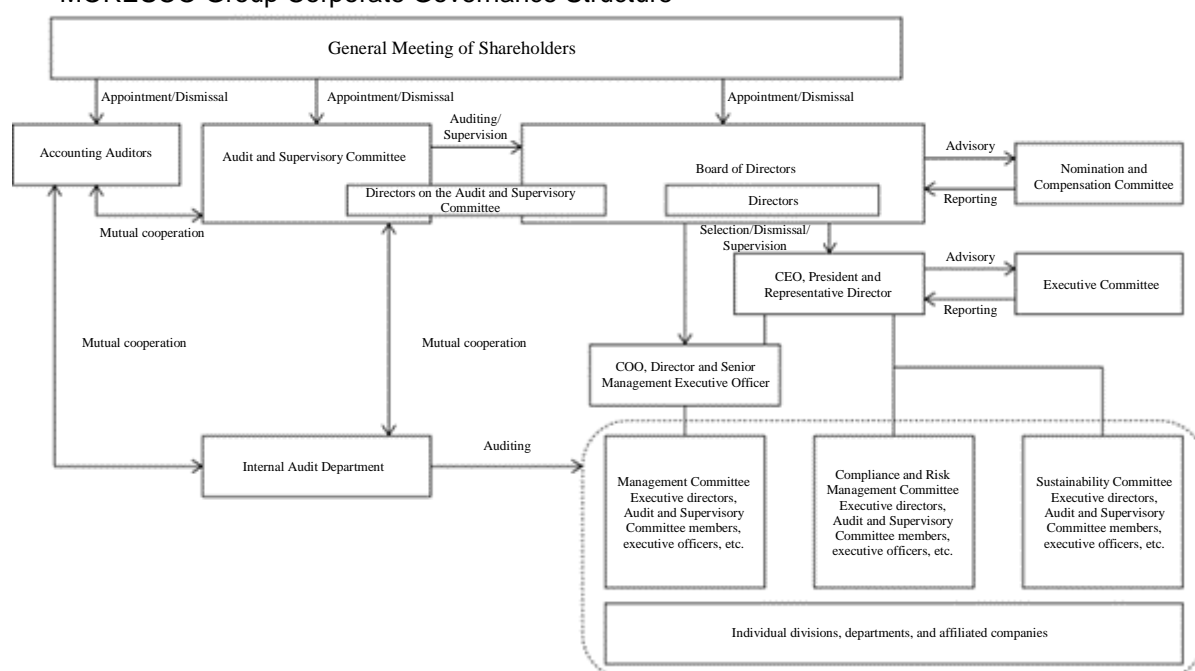 MORESCO Group Corporate Governance Structure
General Meeting of Shareholders
Appointment/Dismissal
Appointment/Dismissal
Appointment/Dismissal
Accounting Auditors
Audit and Supervisory Committee
Auditing/
Supervision
Board of Directors
Advisory
Reporting
Nomination and
Compensation Committee
Directors on the Audit and Supervisory
Committee
Directors
Mutual cooperation
Selection/Dismissal/
Supervision
CEO, President and
Representative Director
Advisory
Reporting
Executive Committee
Mutual cooperation
Mutual cooperation
COO, Director and Senior
Management Executive Officer
Internal Audit Department
Auditing
Management Committee
Executive directors,
Audit and Supervisory
Committee members,
executive officers, etc.
Compliance and Risk
Management Committee
Executive directors,
Audit and Supervisory
Committee members,
executive officers, etc.
Sustainability Committee
Executive directors,
Audit and Supervisory
Committee members,
executive officers, etc.
Individual divisions, departments, and affiliated companies